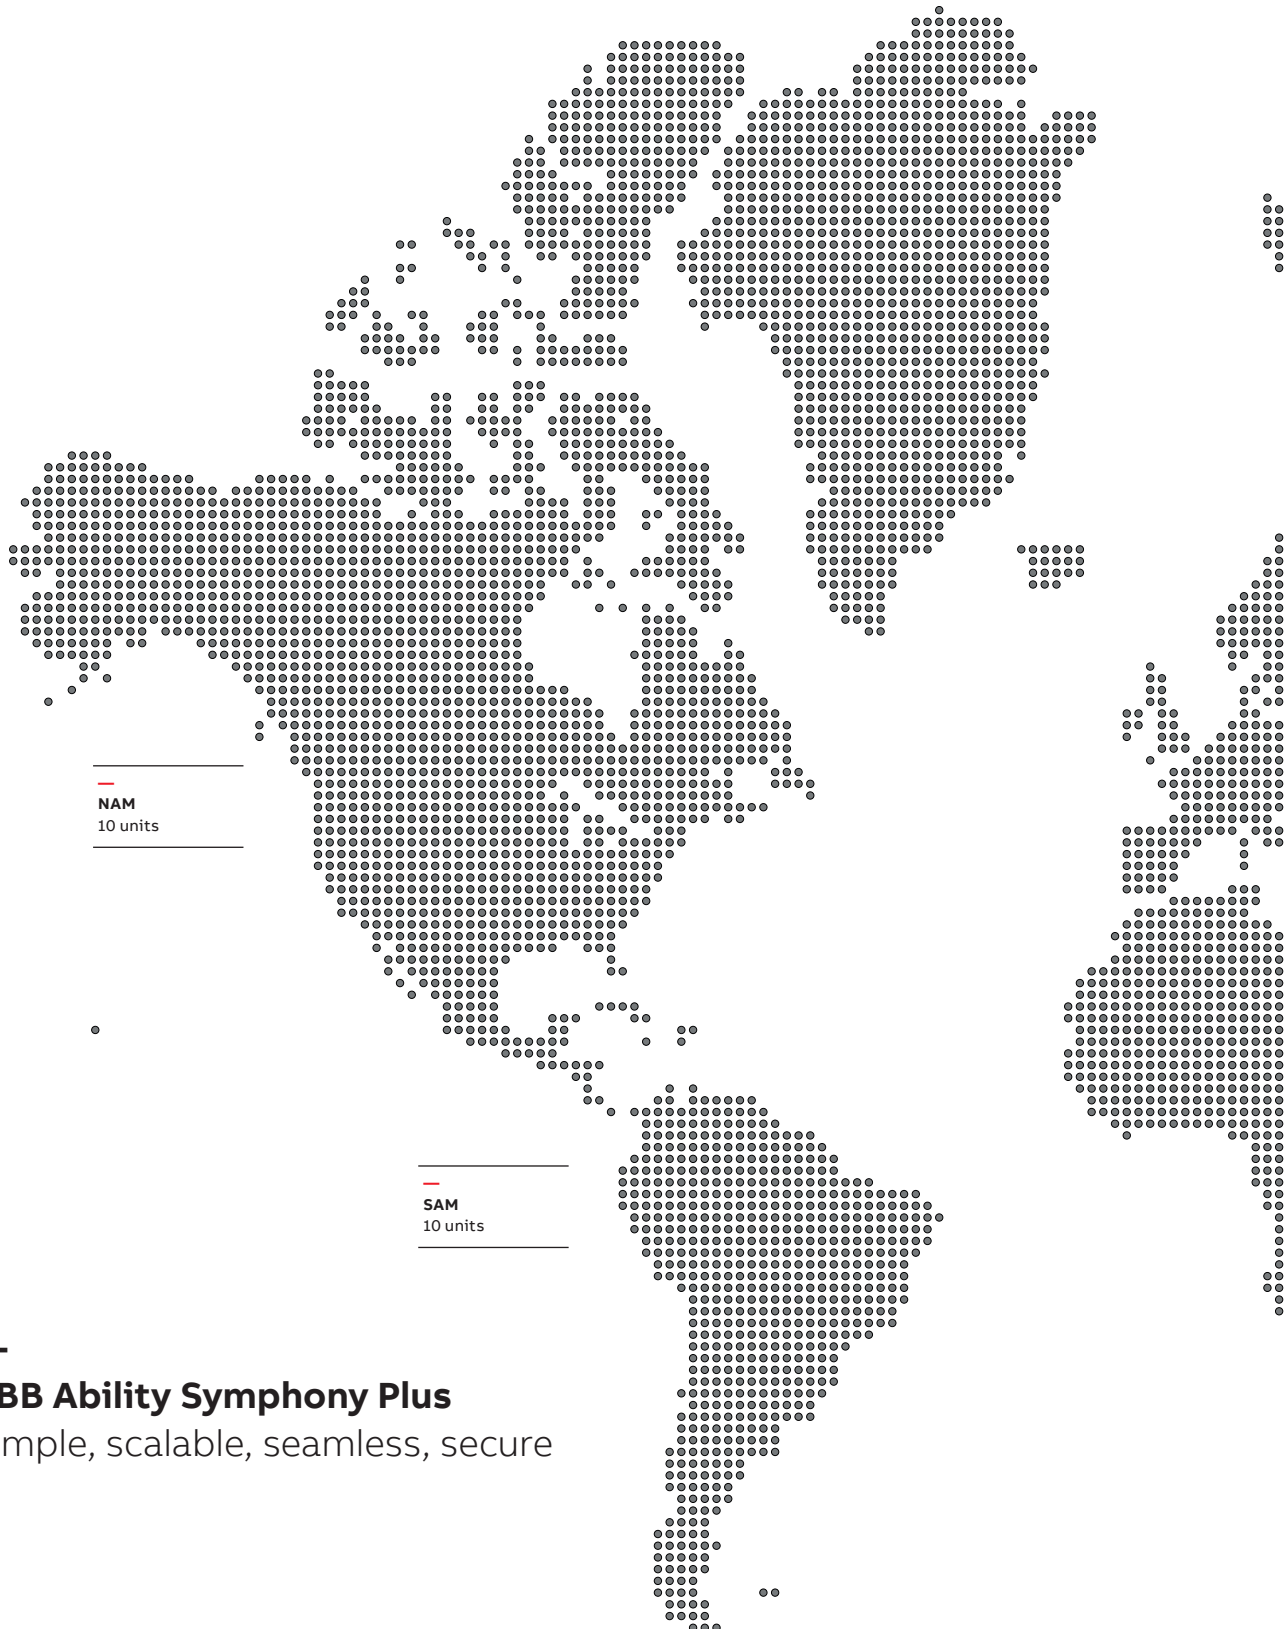 NAM
10 units
SAM
10 units
BB Ability Symphony Plus
mple, scalable, seamless, secure